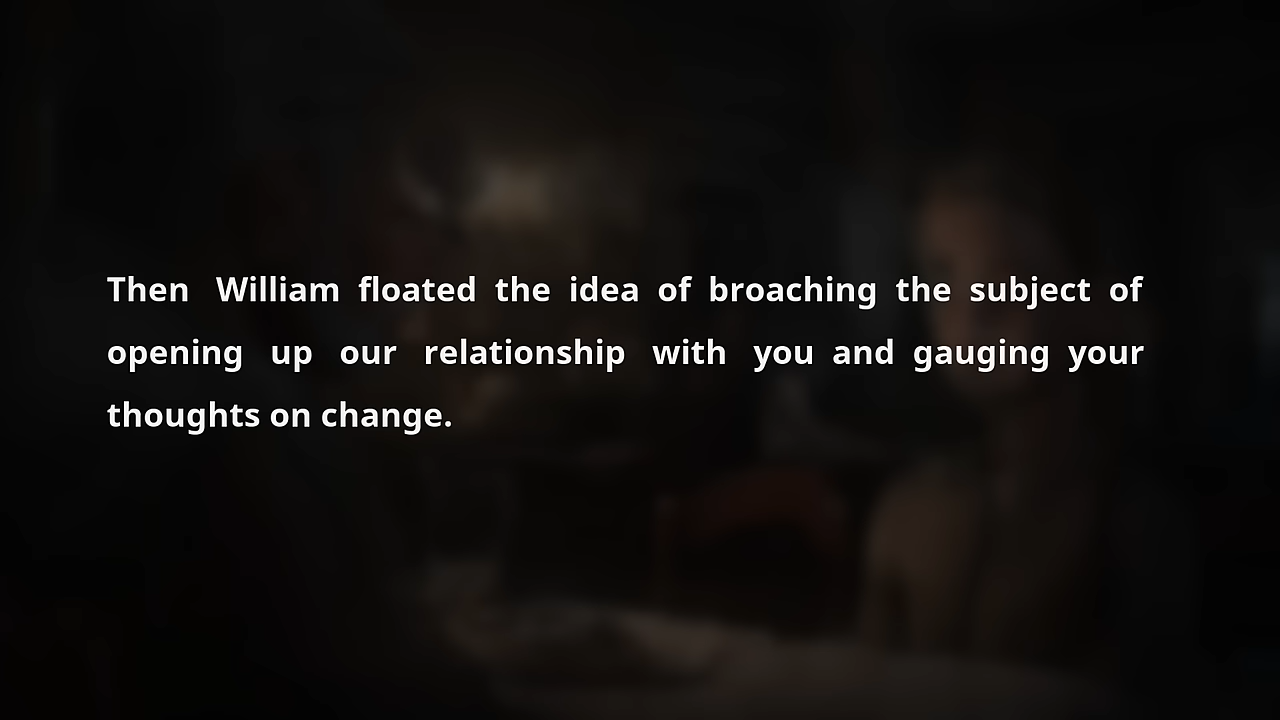 Then William floated the idea of broaching the subject of
opening up our relationship with you and gauging your
thoughts on change.